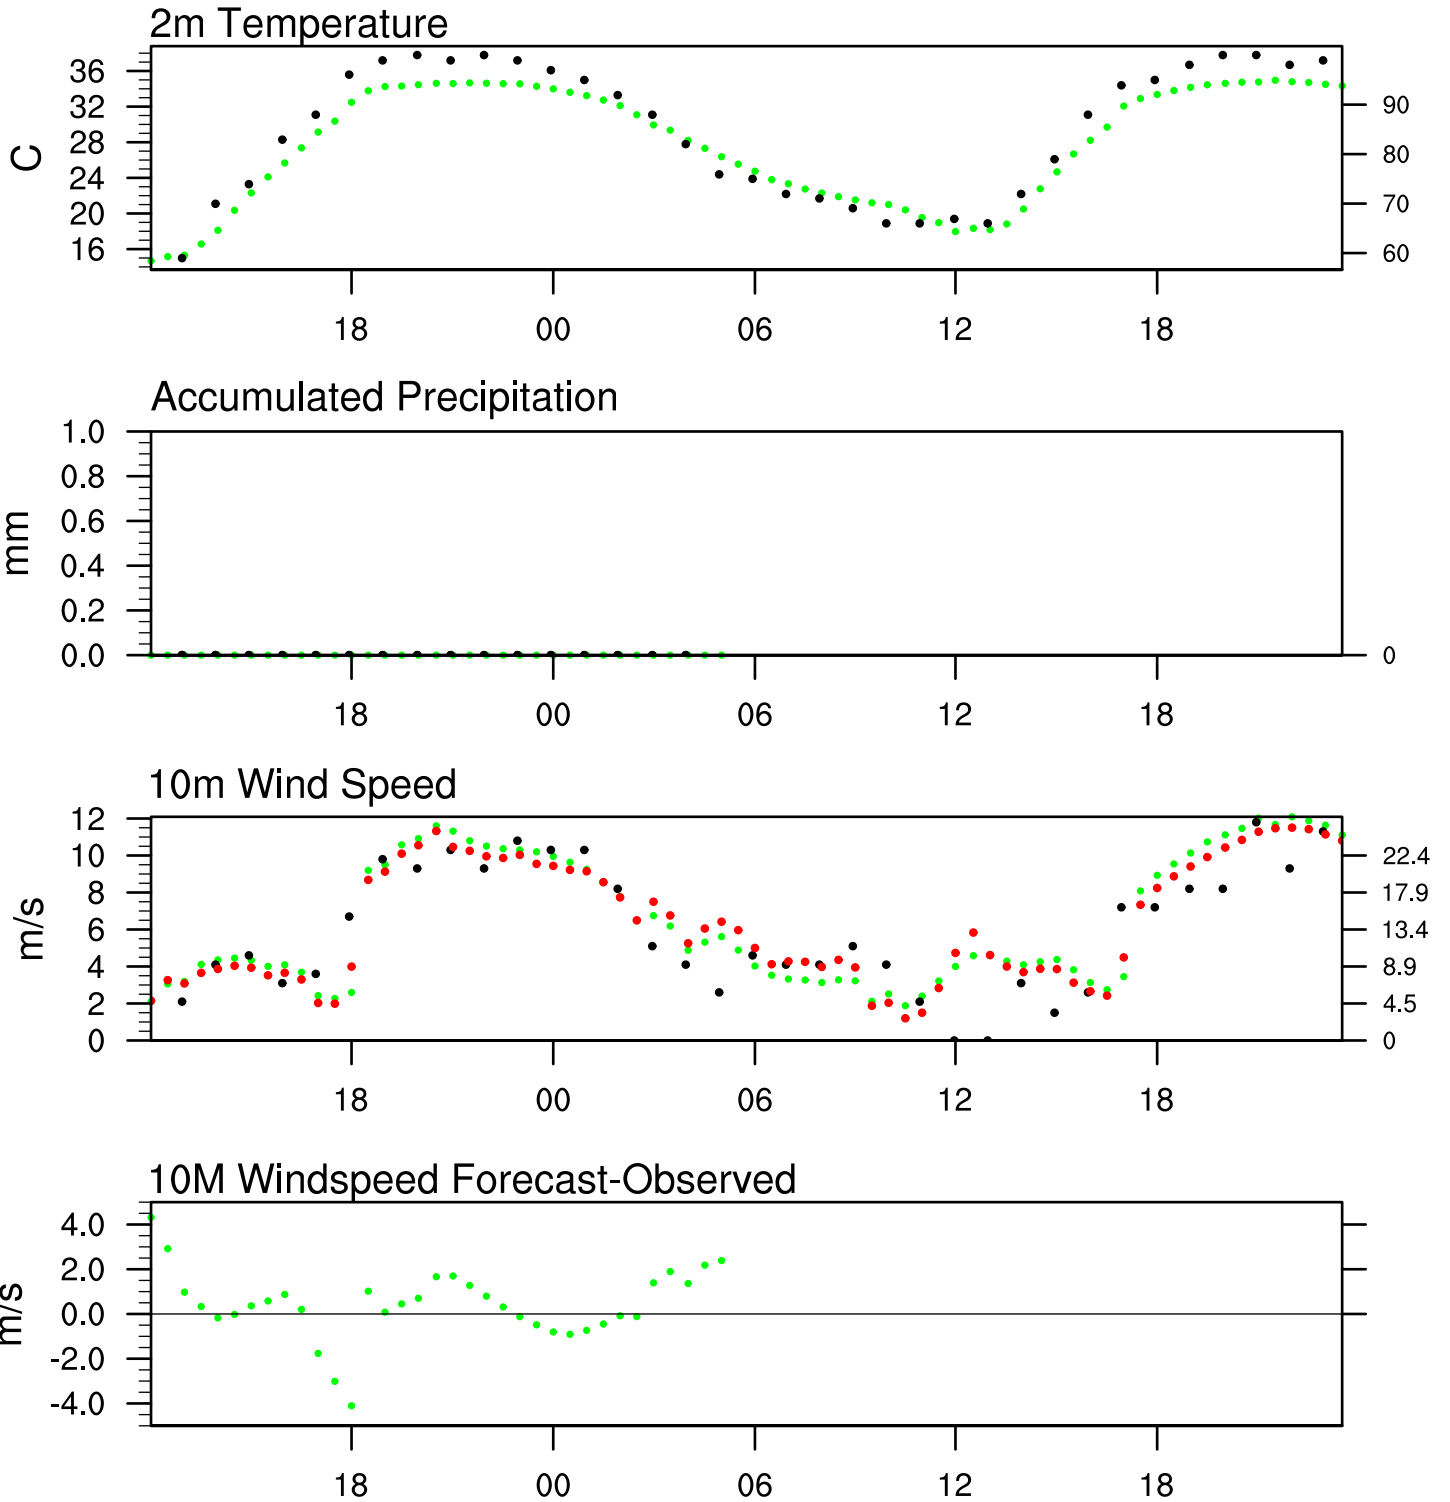 2m Temperature
C
36
32
28
24
20
16
90
80
70
60
18 00 06 12 18
Accumulated Precipitation
mm
1.0
0.8
0.6
0.4
0.2
0.0
0
18 00 06 12 18
10m Wind Speed
m/s
12
10
8
6
4
2
0
22.4
17.9
13.4
8.9
4.5
0
18 00 06 12 18
10M Windspeed Forecast-Observed
m/s
4.0
2.0
0.0
-2.0
-4.0
18 00 06 12 18